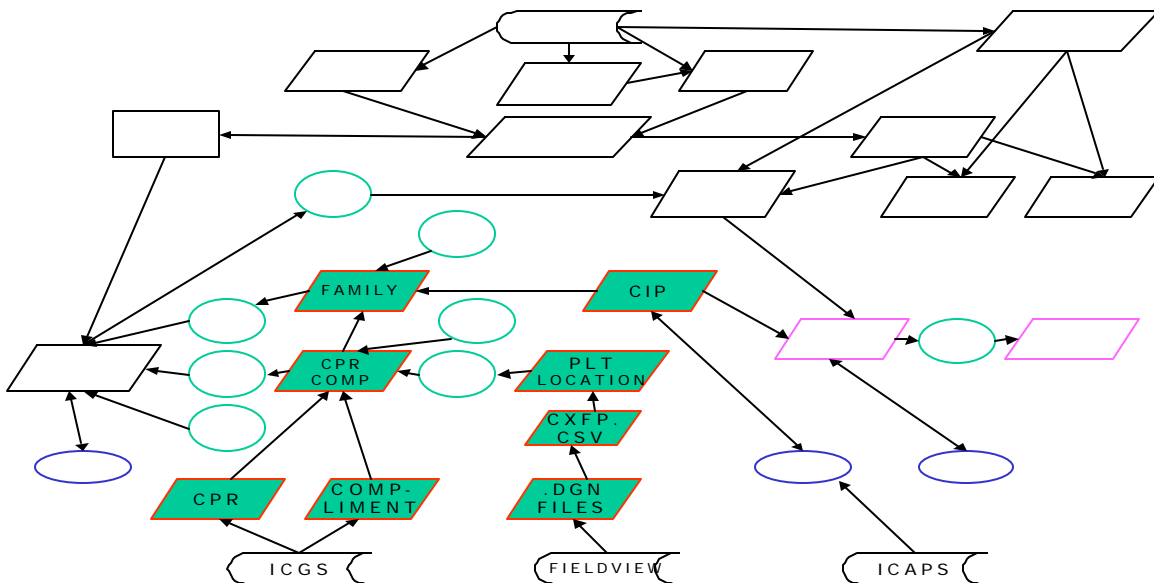 FAMILY
CIP
CPR
COMP
PLT
LOCATION
CXFP.
CSV
CPR
COMP-
LIMENT
.DGN
FILES
ICGS
FIELDVIEW
ICAPS